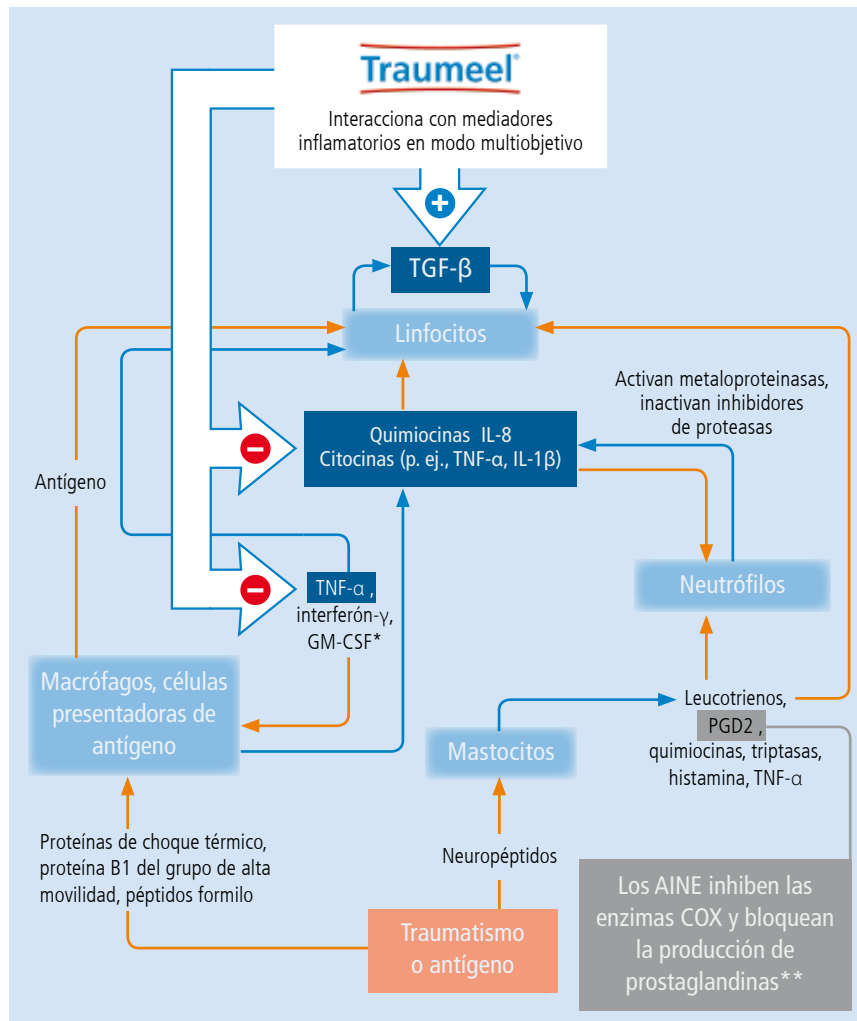 Traumeel®
Interacciona con mediadores
inflamatorios en modo multiobjetivo
+
TGF-β
Linfocitos
Activan metaloproteinasas,
inactivan inhibidores
de proteasas
−
Quimiocinas IL-8
Citocinas (p. ej., TNF-α, IL-1β)
Antígeno
−
TNF-α ,
interferón-γ,
GM-CSF*
Neutrófilos
Macrófagos, células
presentadoras de
antígeno
Mastocitos
Leucotrienos,
PGD2 ,
quimiocinas, triptasas,
histamina, TNF-α
Proteínas de choque térmico,
proteína B1 del grupo de alta
movilidad, péptidos formilo
Neuropéptidos
Traumatismo
o antígeno
Los AINE inhiben las
enzimas COX y bloquean
la producción de
prostaglandinas**